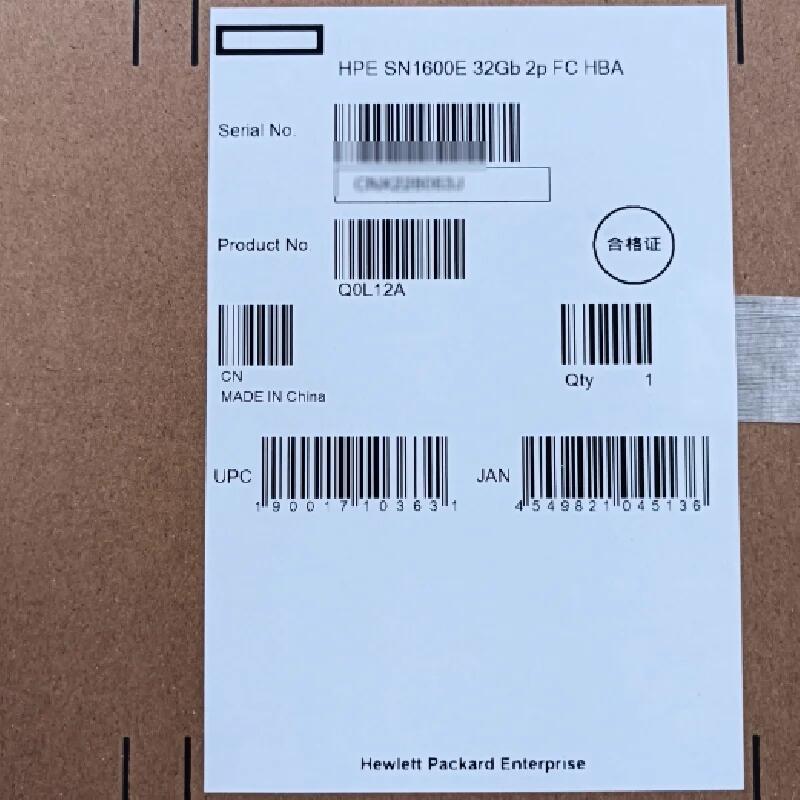 HPE SN1600E 32Gb 2p FC HBA
Serial No.
Product No.
合格证
Q0L12A
CN
MADE IN China
Qty 1
UPC
1 90017 10363 1
JAN
4 549821 045136
Hewlett Packard Enterprise